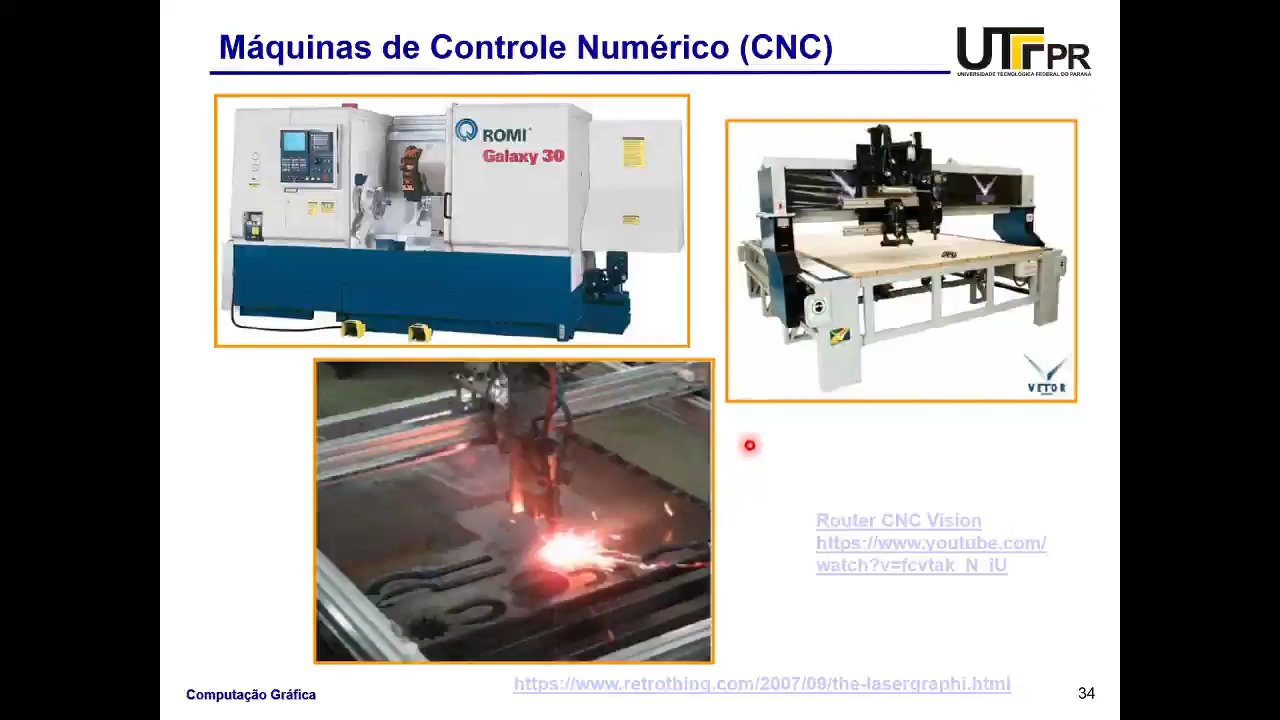 Máquinas de Controle Numérico (CNC)
UTFPR
UNIVERSIDADE TECNOLÓGICA FEDERAL DO PARANÁ
ROMI
Galaxy 30
VETOR
Router CNC Vision
https://www.youtube.com/
watch?v=fcvtak_N_iU
https://www.retrothing.com/2007/09/the-lasergraphi.html
Computação Gráfica
34